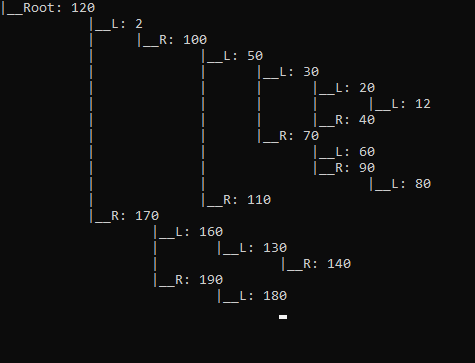 |__Root: 120
|__L: 2
| |__R: 100
| |__L: 50
| | |__L: 30
| | | |__L: 20
| | | | |__L: 12
| | | |__R: 40
| | |__R: 70
| | |__L: 60
| | |__R: 90
| | |__L: 80
| |__R: 110
|__R: 170
|__L: 160
| |__L: 130
| |__R: 140
|__R: 190
|__L: 180